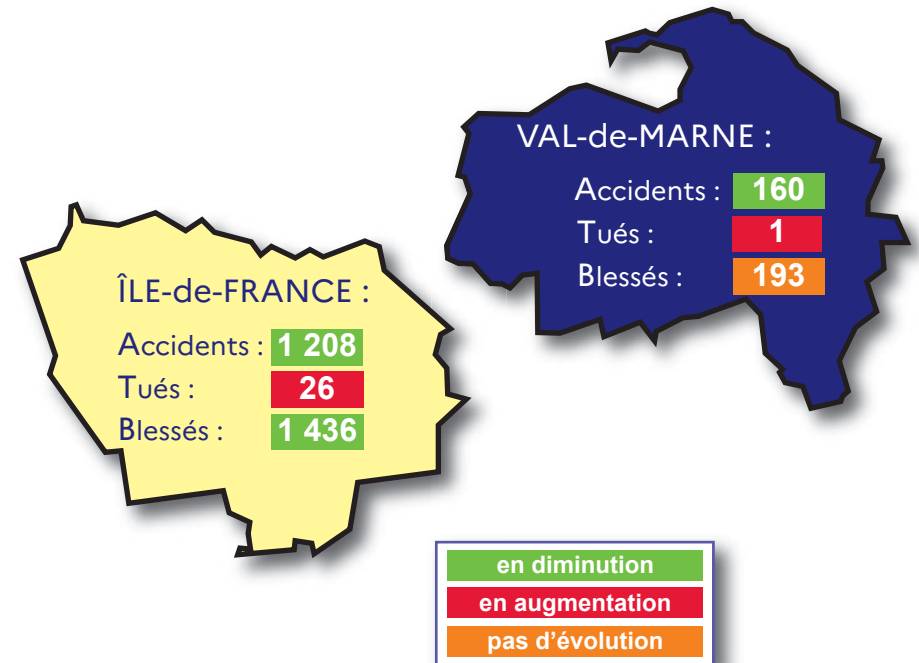 VAL-de-MARNE :
Accidents : 160
Tués : 1
Blessés : 193
ÎLE-de-FRANCE :
Accidents : 1 208
Tués : 26
Blessés : 1 436
en diminution
en augmentation
pas d’évolution